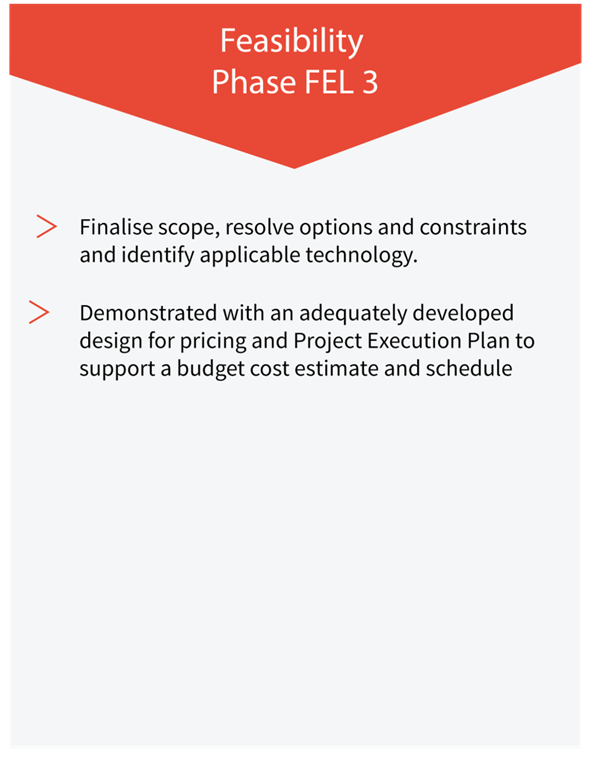 Feasibility
Phase FEL 3
Finalise scope, resolve options and constraints
and identify applicable technology.
Demonstrated with an adequately developed
design for pricing and Project Execution Plan to
support a budget cost estimate and schedule